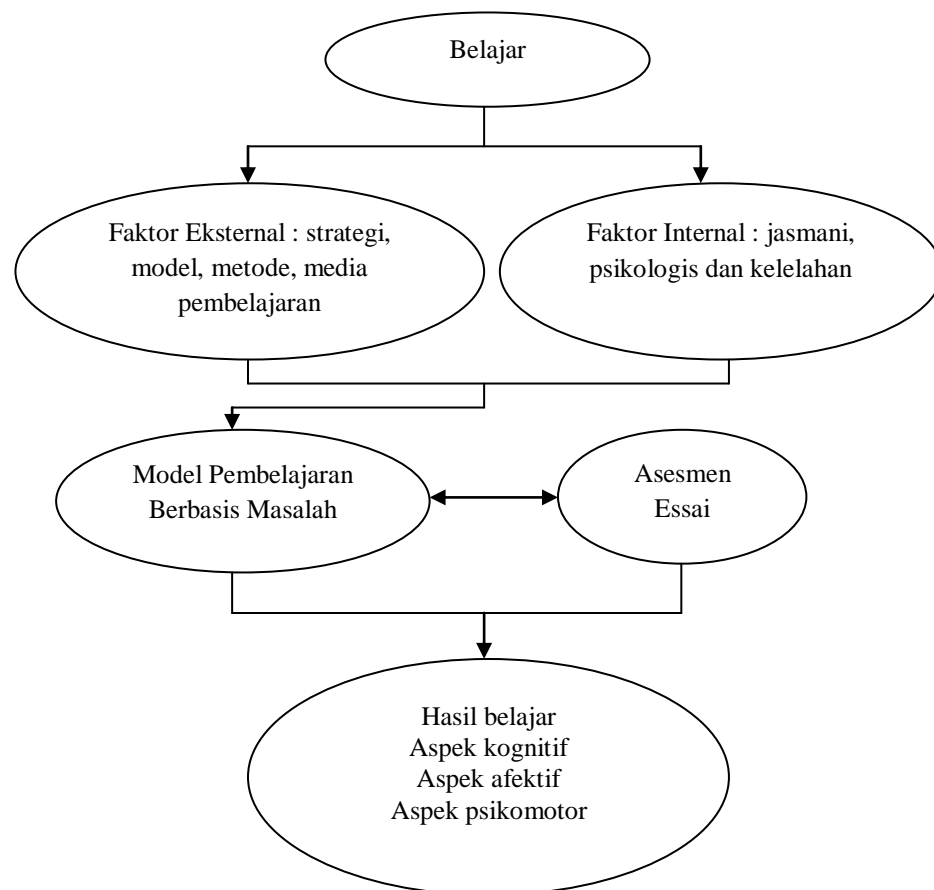 Belajar
Faktor Eksternal : strategi,
model, metode, media
pembelajaran
Faktor Internal : jasmani,
psikologis dan kelelahan
Model Pembelajaran
Berbasis Masalah
Asesmen
Essai
Hasil belajar
Aspek kognitif
Aspek afektif
Aspek psikomotor